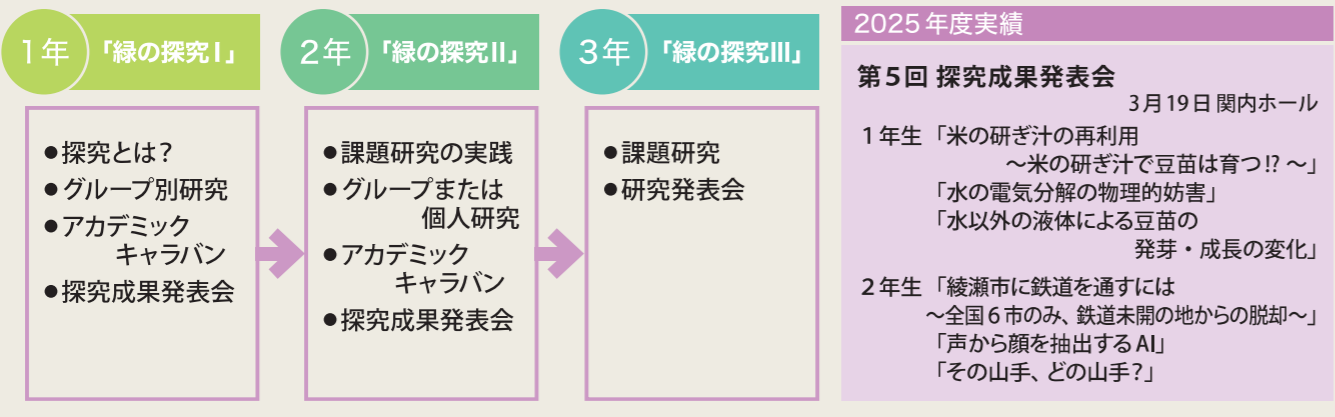 1年 「緑の探究I」
●探究とは?
●グループ別研究
●アカデミック
キャラバン
●探究成果発表会
2年 「緑の探究II」
●課題研究の実践
●グループまたは
個人研究
●アカデミック
キャラバン
●探究成果発表会
3年 「緑の探究III」
●課題研究
●研究発表会
2025年度実績
第5回 探究成果発表会
3月19日 関内ホール
1年生 「米の研ぎ汁の再利用
〜米の研ぎ汁で豆苗は育つ!? 〜」
「水の電気分解の物理的妨害」
「水以外の液体による豆苗の
発芽・成長の変化」
2年生 「綾瀬市に鉄道を通すには
〜全国6市のみ、鉄道未開の地からの脱却〜」
「声から顔を抽出するAI」
「その山手、どの山手?」